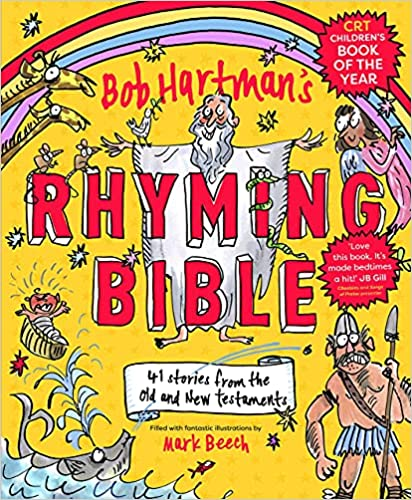 CRT
CHILDREN'S
BOOK OF THE
YEAR
Bob Hartman's
RHYMING
BIBLE
'Love
this book. It's
made bedtimes
a hit!' JB Gill
CBeebies and Songs
of Praise presenter
41 stories from the
Old and New testaments
Filled with fantastic illustrations by
Mark Beech